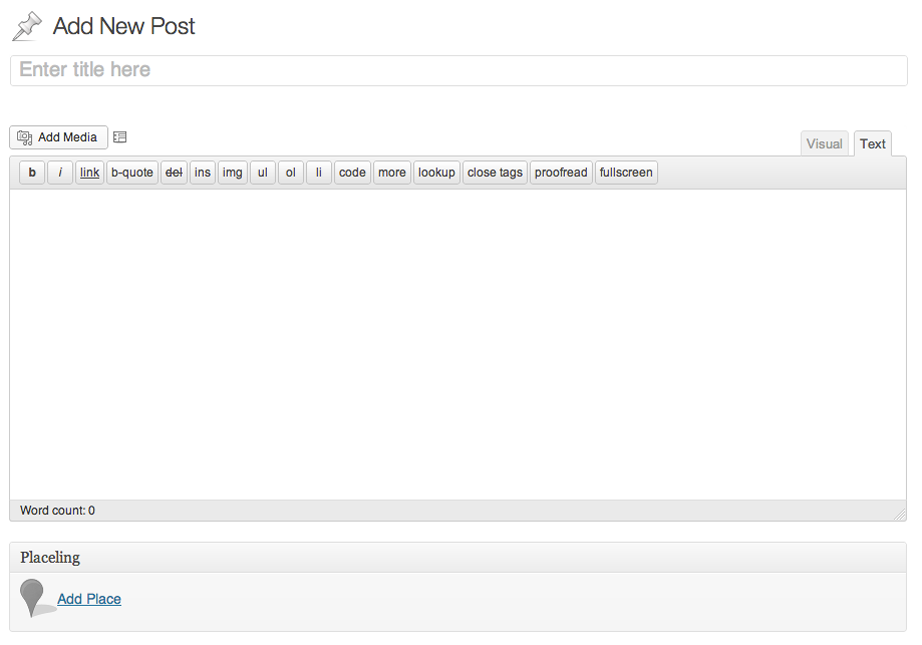 Add New Post
Enter title here
Add Media
Visual Text
b i link b-quote del ins img ul ol li code more lookup close tags proofread fullscreen
Word count: 0
Placeling
Add Place